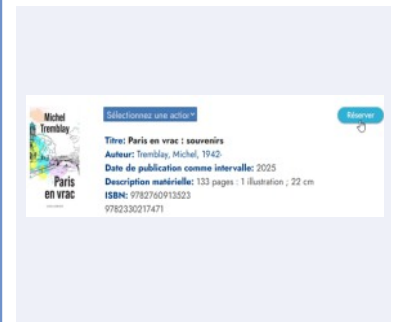 Michel
Tremblay
Paris
en vrac
Sélectionnez une action
Réserver
Titre: Paris en vrac : souvenirs
Auteur: Tremblay, Michel, 1942-
Date de publication comme intervalle: 2025
Description matérielle: 133 pages : 1 illustration ; 22 cm
ISBN: 9782760913523
9782330217471